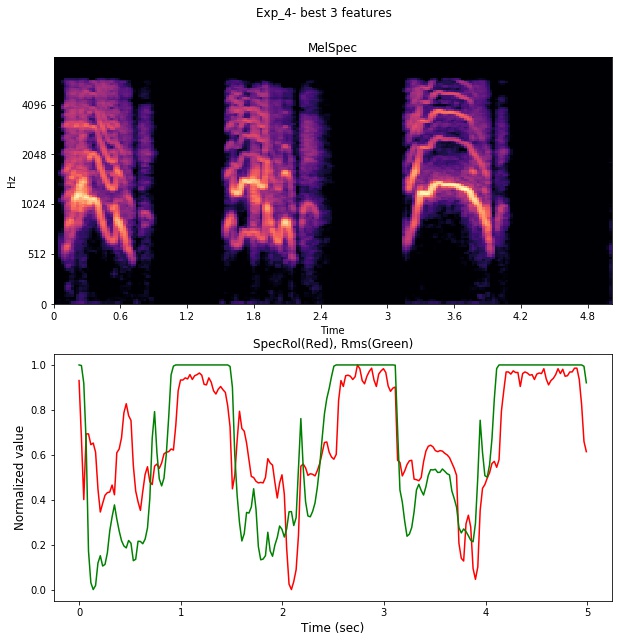 Exp_4- best 3 features
MelSpec
4096
2048
1024
512
0
Hz
0 0.6 1.2 1.8 2.4 3 3.6 4.2 4.8
Time
SpecRol(Red), Rms(Green)
1.0
0.8
0.6
0.4
0.2
0.0
Normalized value
0 1 2 3 4 5
Time (sec)